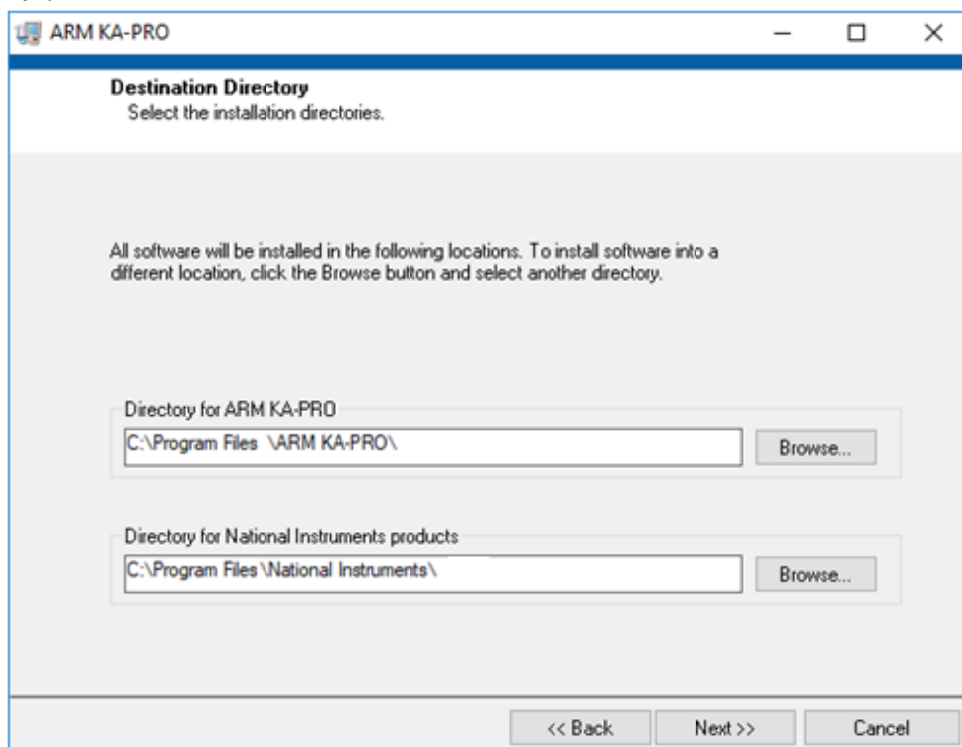 ARM KA-PRO
Destination Directory
Select the installation directories.
All software will be installed in the following locations. To install software into a
different location, click the Browse button and select another directory.
Directory for ARM KA-PRO
C:\Program Files \ARM KA-PRO\
Browse...
Directory for National Instruments products
C:\Program Files\National Instruments\
Browse...
<< Back
Next >>
Cancel